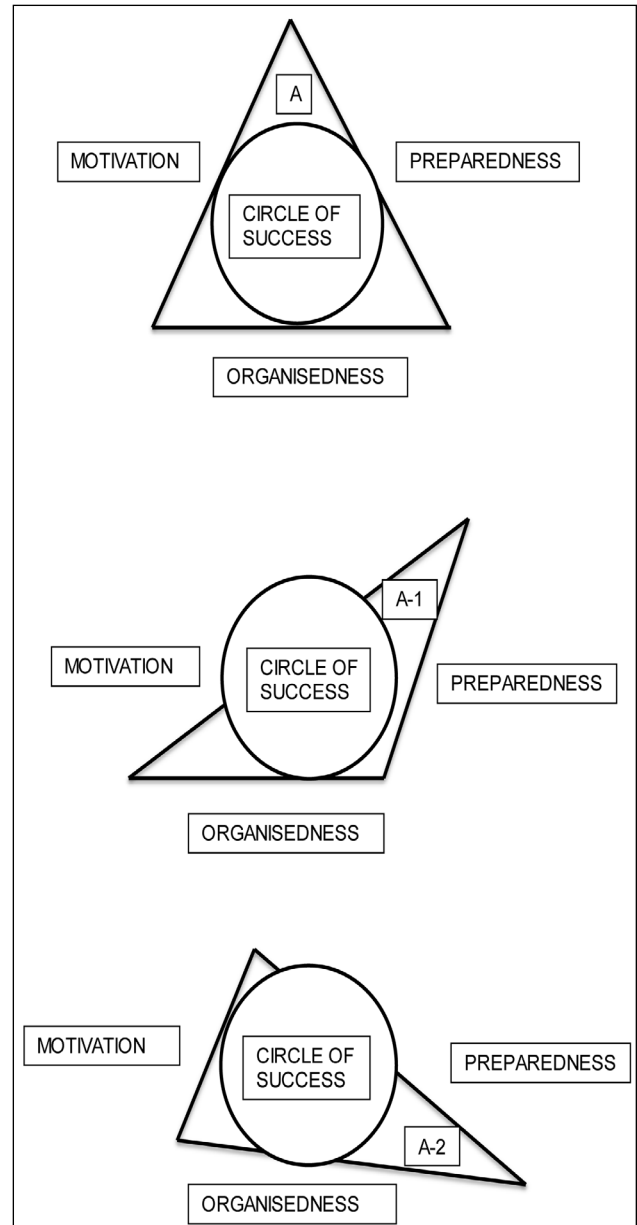 A
MOTIVATION
PREPAREDNESS
CIRCLE OF
SUCCESS
ORGANISEDNESS
A-1
MOTIVATION
CIRCLE OF
SUCCESS
PREPAREDNESS
ORGANISEDNESS
MOTIVATION
CIRCLE OF
SUCCESS
PREPAREDNESS
A-2
ORGANISEDNESS